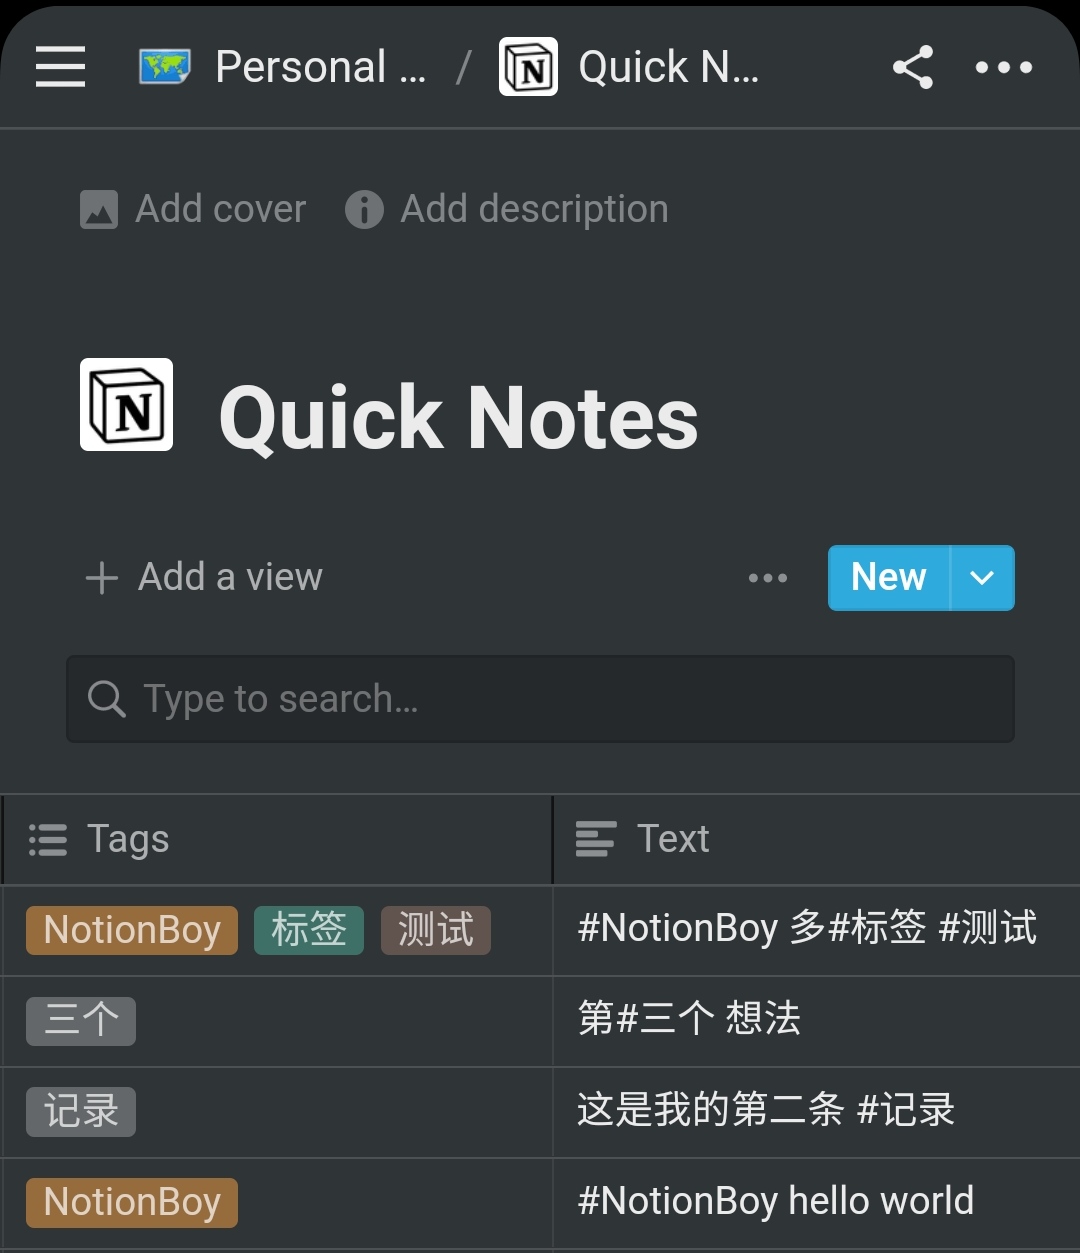 Personal ... / Quick N...
Add cover Add description
Quick Notes
Add a view New
Type to search...
Tags Text
NotionBoy 标签 测试 #NotionBoy 多#标签 #测试
三个 第#三个 想法
记录 这是我的第二条 #记录
NotionBoy #NotionBoy hello world